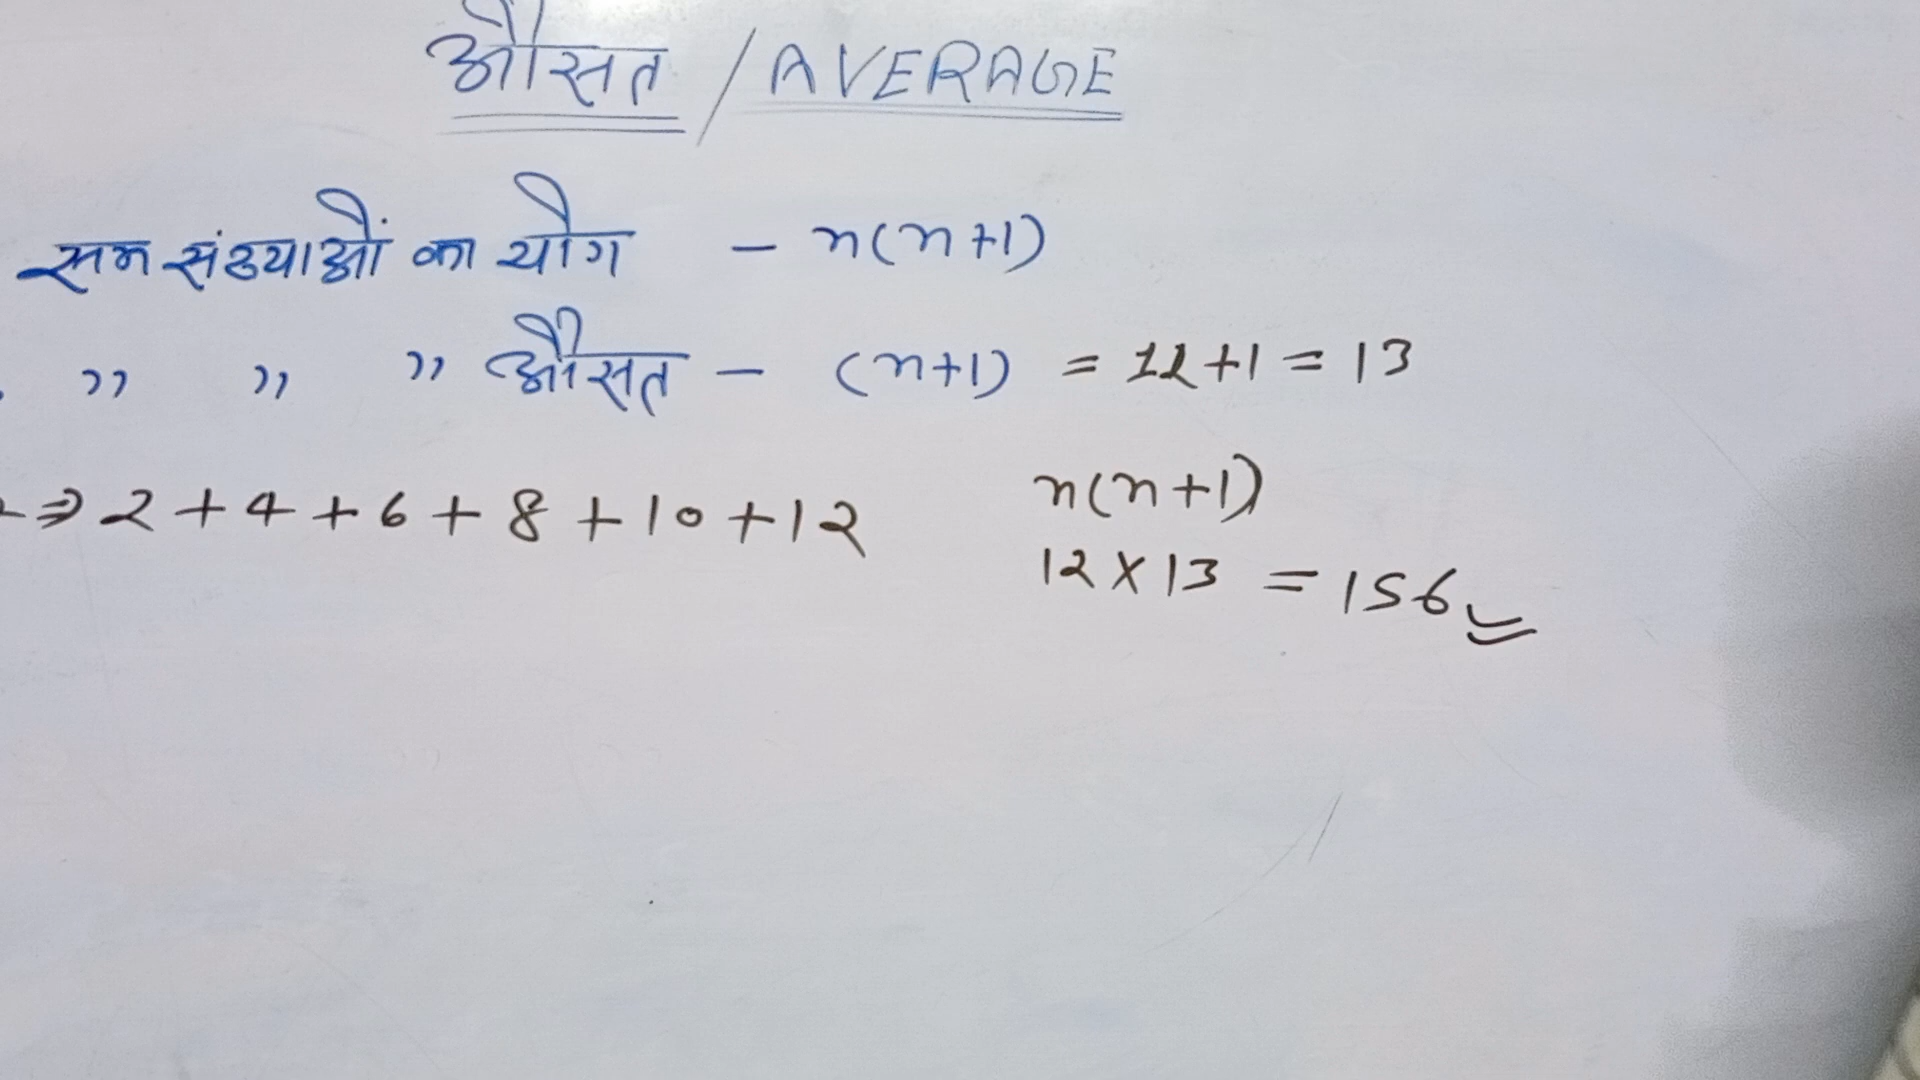 औसत / AVERAGE
सम संख्याओं का योग - n(n+1)
,, ,, ,, औसत - (n+1) = 12+1 = 13
⇒ 2 + 4 + 6 + 8 + 10 + 12
n(n+1)
12 X 13 = 156